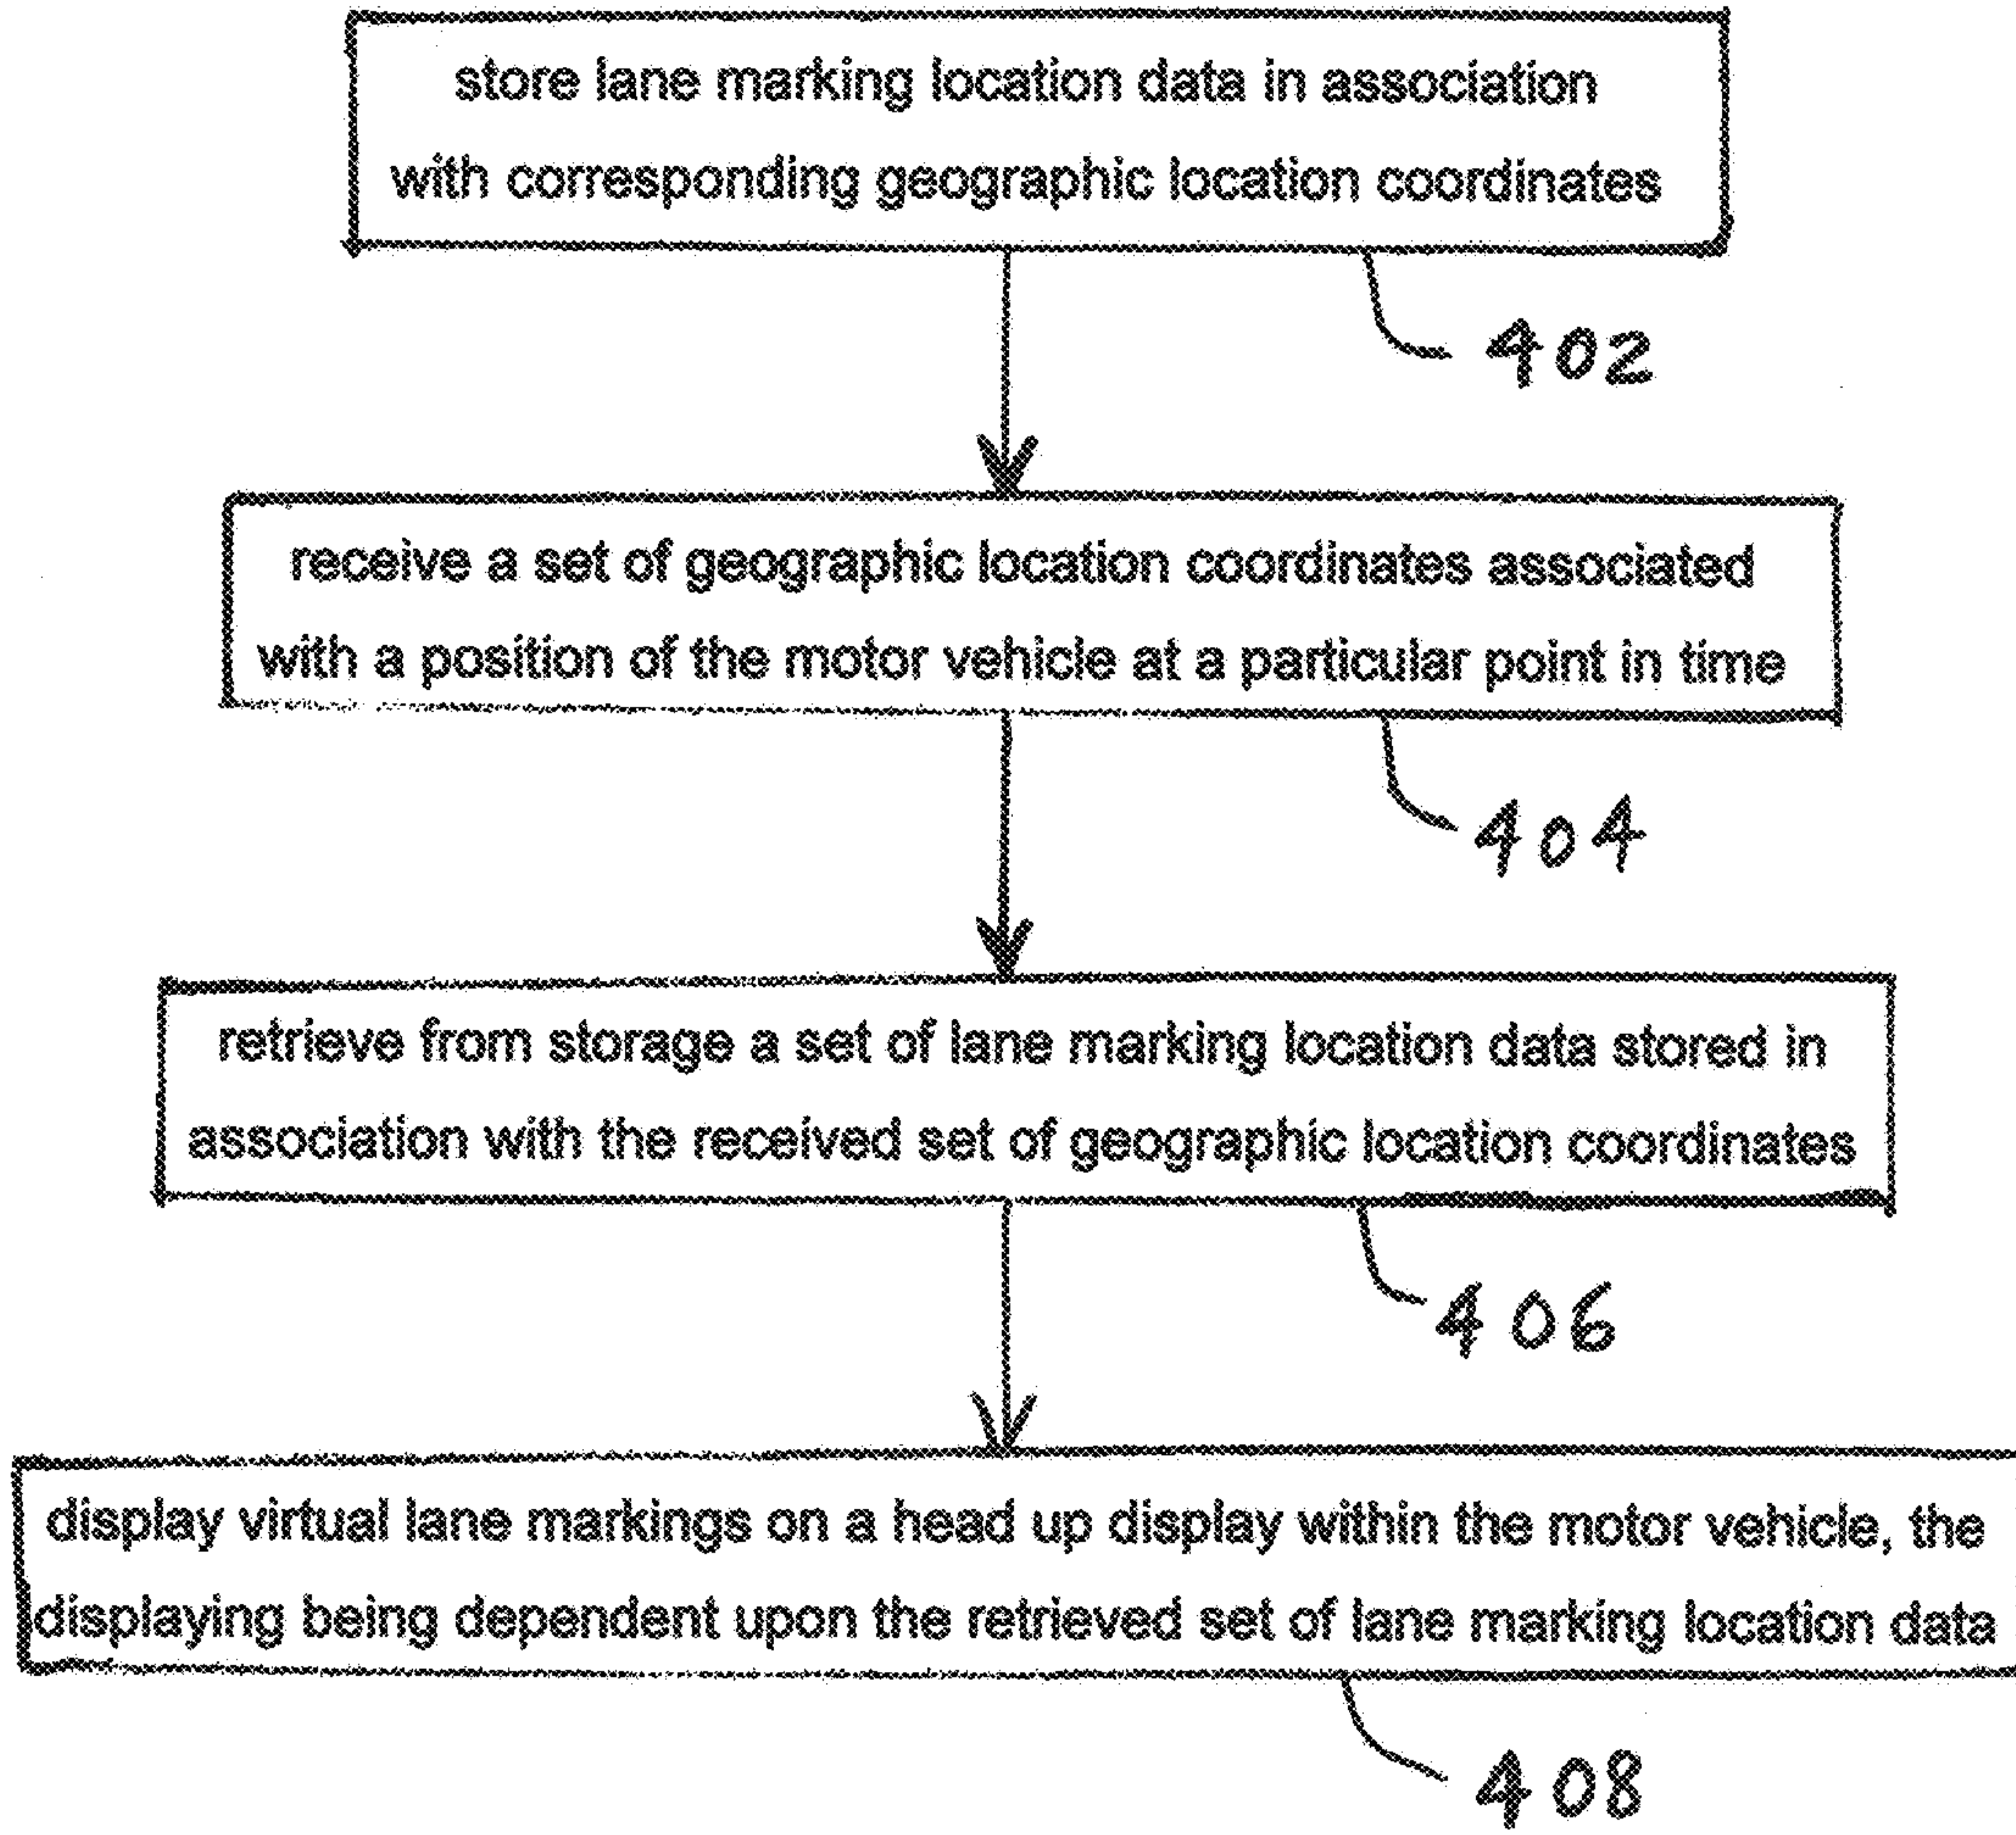 store lane marking location data in association
with corresponding geographic location coordinates
402
receive a set of geographic location coordinates associated
with a position of the motor vehicle at a particular point in time
404
retrieve from storage a set of lane marking location data stored in
association with the received set of geographic location coordinates
406
display virtual lane markings on a head up display within the motor vehicle, the
displaying being dependent upon the retrieved set of lane marking location data
408